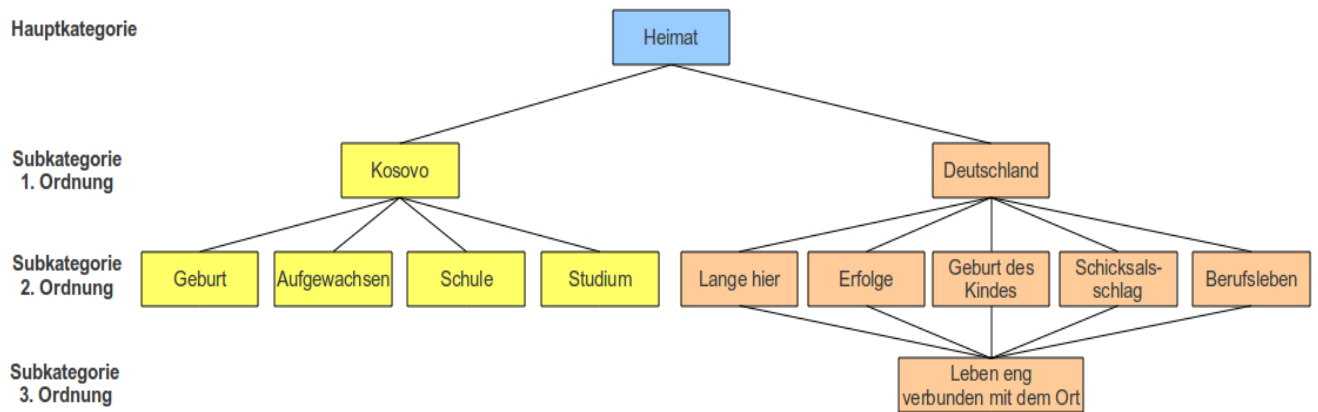 Hauptkategorie
Heimat
Subkategorie
1. Ordnung
Kosovo
Deutschland
Subkategorie
2. Ordnung
Geburt
Aufgewachsen
Schule
Studium
Lange hier
Erfolge
Geburt des
Kindes
Schicksals-
schlag
Berufsleben
Subkategorie
3. Ordnung
Leben eng
verbunden mit dem Ort